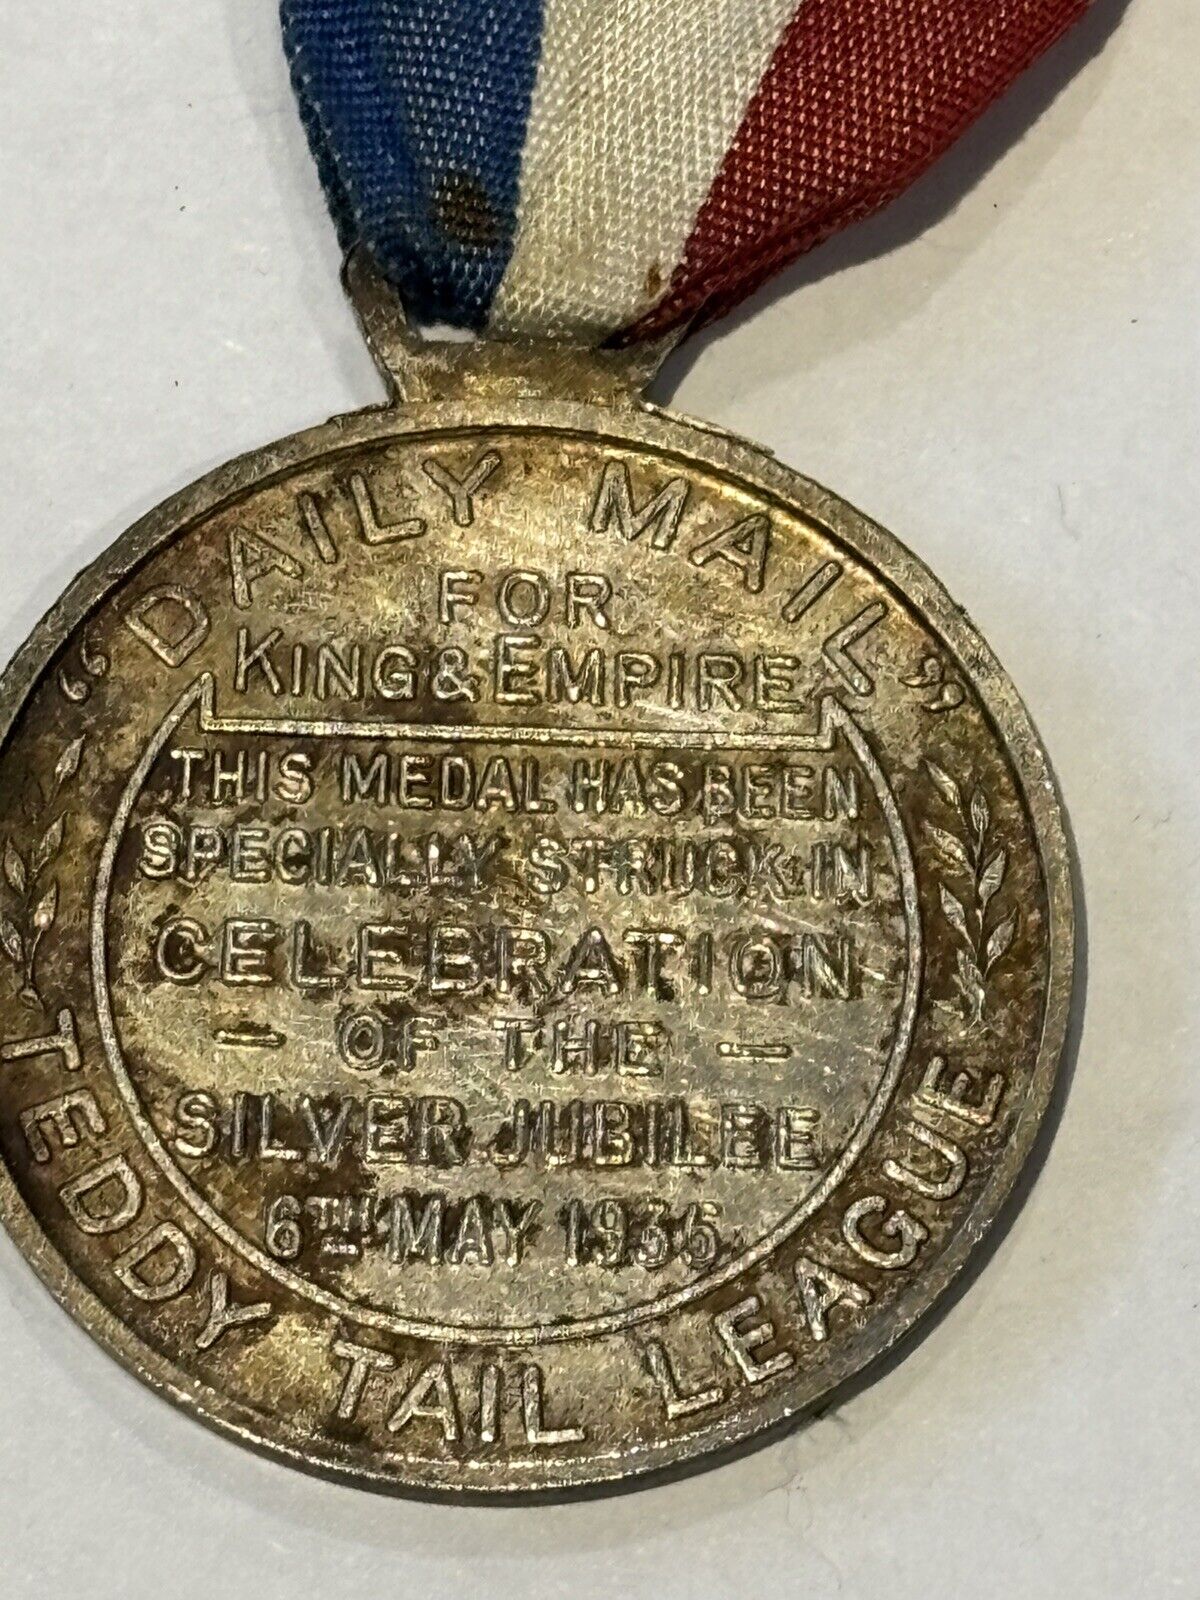 "DAILY MAIL"
FOR
KING & EMPIRE
THIS MEDAL HAS BEEN
SPECIALLY STRUCK IN
CELEBRATION
- OF THE -
SILVER JUBILEE
6TH MAY 1935
TEDDY TAIL LEAGUE